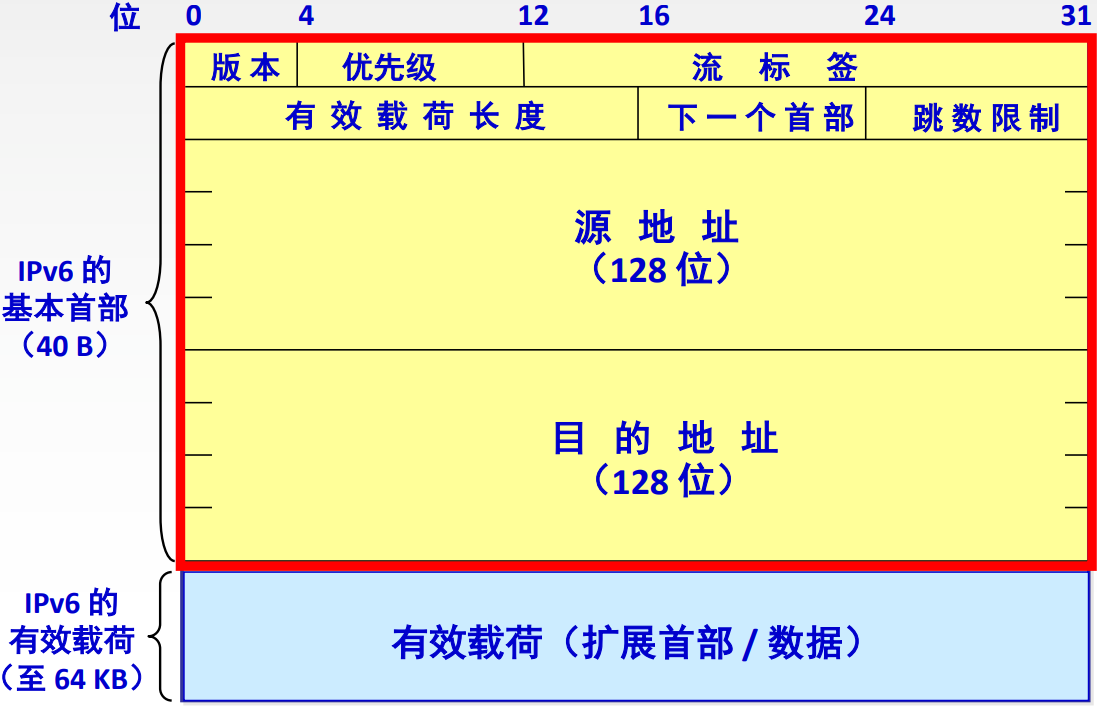 位 0 4 12 16 24 31
版本 优先级 流标签
有效载荷长度 下一个首部 跳数限制
源地址
（128 位）
IPv6 的
基本首部
（40 B）
目的地址
（128 位）
IPv6 的
有效载荷
（至 64 KB）
有效载荷（扩展首部 / 数据）